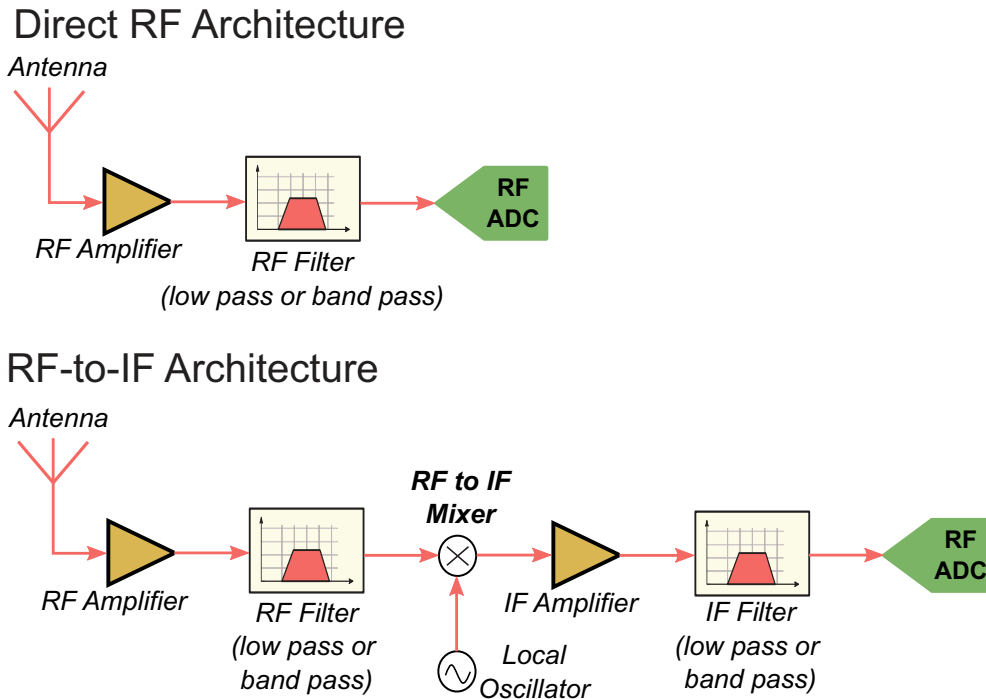 Direct RF Architecture
Antenna
RF
ADC
RF Amplifier
RF Filter
(low pass or band pass)
RF-to-IF Architecture
Antenna
RF to IF
Mixer
RF
ADC
RF Amplifier
RF Filter
(low pass or
band pass)
Local
Oscillator
IF Amplifier
IF Filter
(low pass or
band pass)